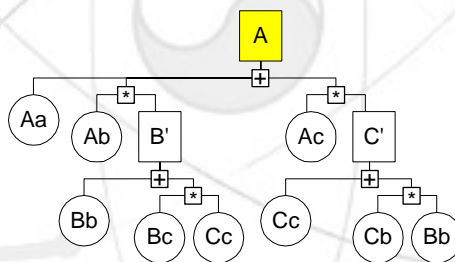 A
+
* *
Aa Ab B' Ac C'
+ +
Bb * Cc *
Bc Cc Cb Bb